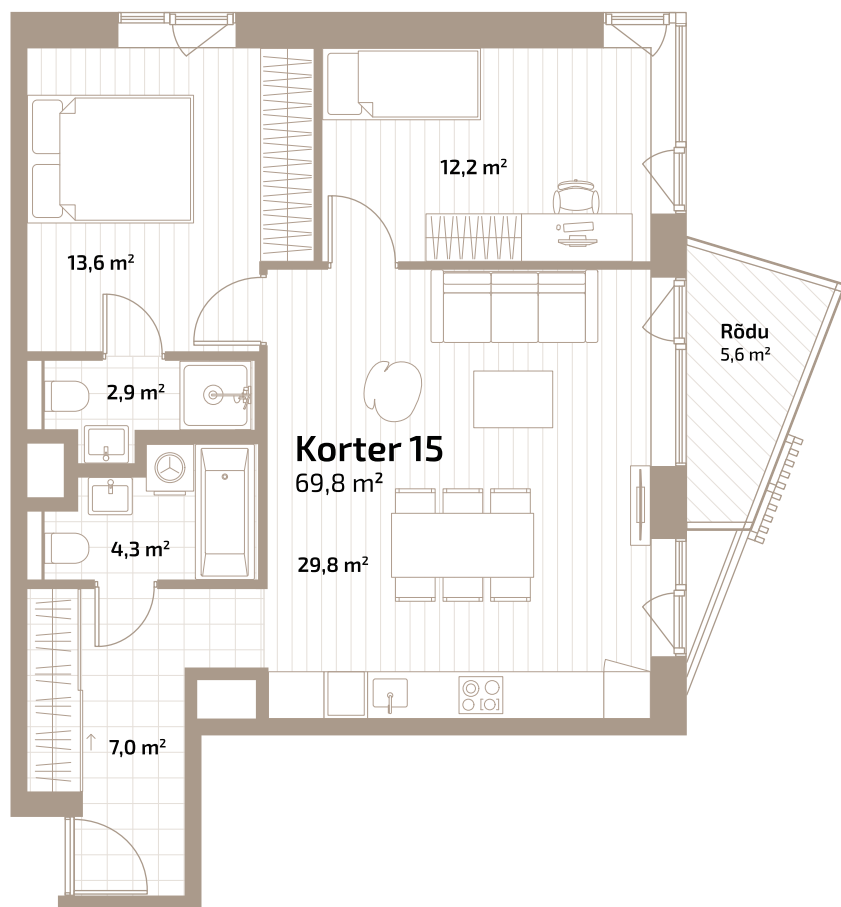 12,2 m²
13,6 m²
Rõdu
5,6 m²
2,9 m²
Korter 15
69,8 m²
4,3 m²
29,8 m²
7,0 m²